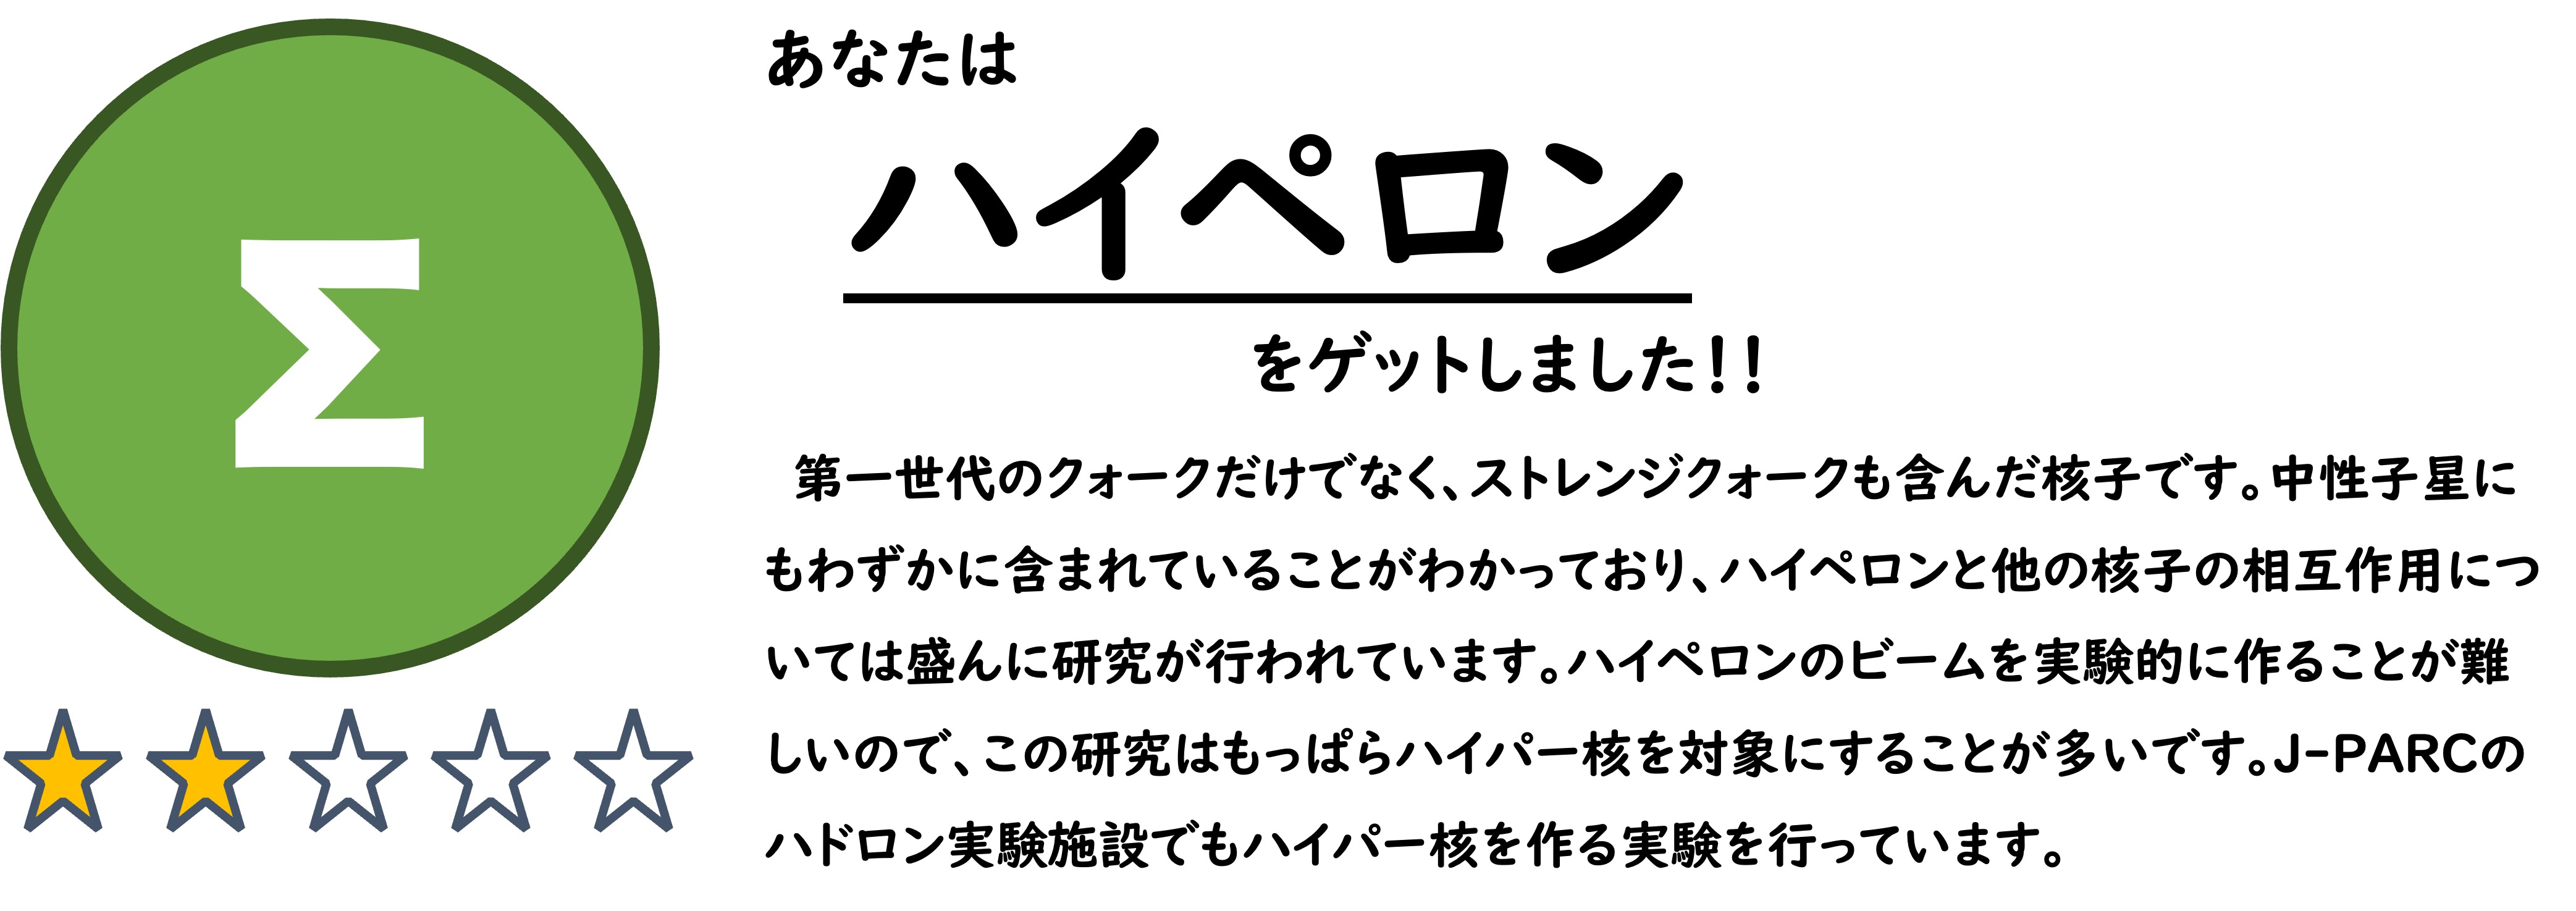 Σ
あなたは
ハイペロン
をゲットしました！！
第一世代のクォークだけでなく、ストレンジクォークも含んだ核子です。中性子星に
もわずかに含まれていることがわかっており、ハイペロンと他の核子の相互作用につ
いては盛んに研究が行われています。ハイペロンのビームを実験的に作ることが難
しいので、この研究はもっぱらハイパー核を対象にすることが多いです。J-PARCの
ハドロン実験施設でもハイパー核を作る実験を行っています。